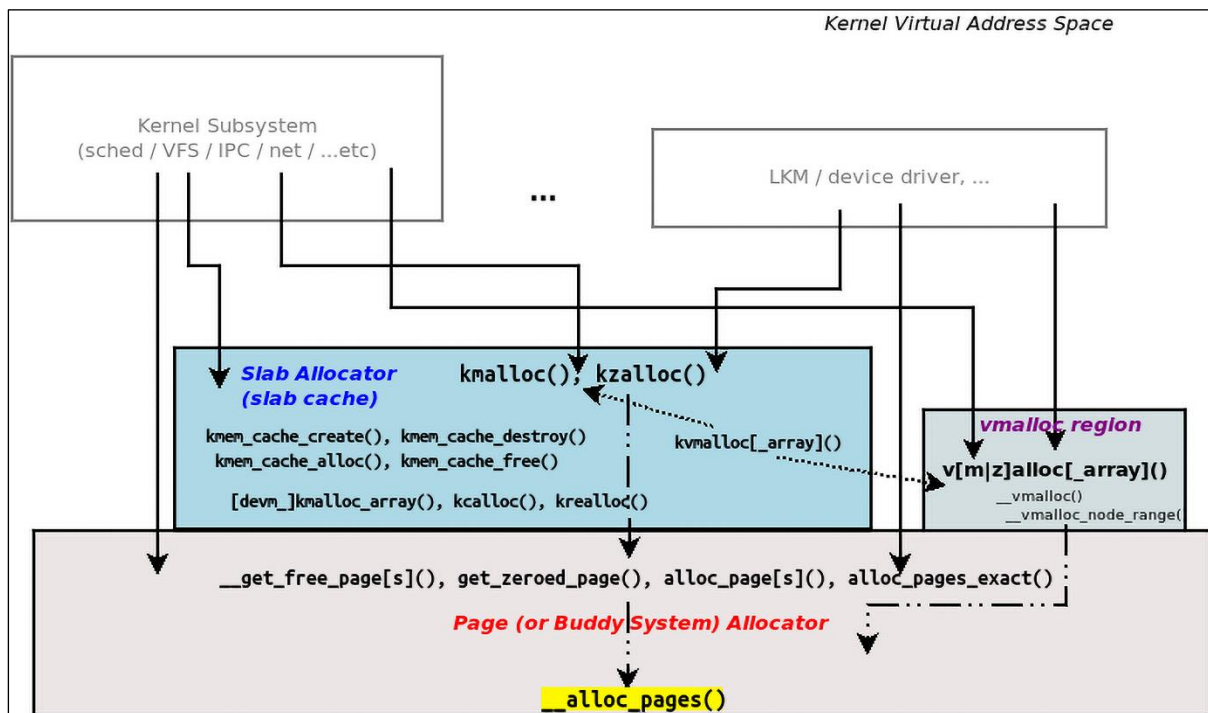 Kernel Virtual Address Space
Kernel Subsystem
(sched / VFS / IPC / net / ...etc)
...
LKM / device driver, ...
Slab Allocator
(slab cache)
kmalloc(), kzalloc()
kmem_cache_create(), kmem_cache_destroy()
kmem_cache_alloc(), kmem_cache_free()
kvmalloc[_array]()
[devm_]kmalloc_array(), kcalloc(), krealloc()
vmalloc region
v[m|z]alloc[_array]()
__vmalloc()
__vmalloc_node_range(
__get_free_page[s](), get_zeroed_page(), alloc_page[s](), alloc_pages_exact()
Page (or Buddy System) Allocator
__alloc_pages()